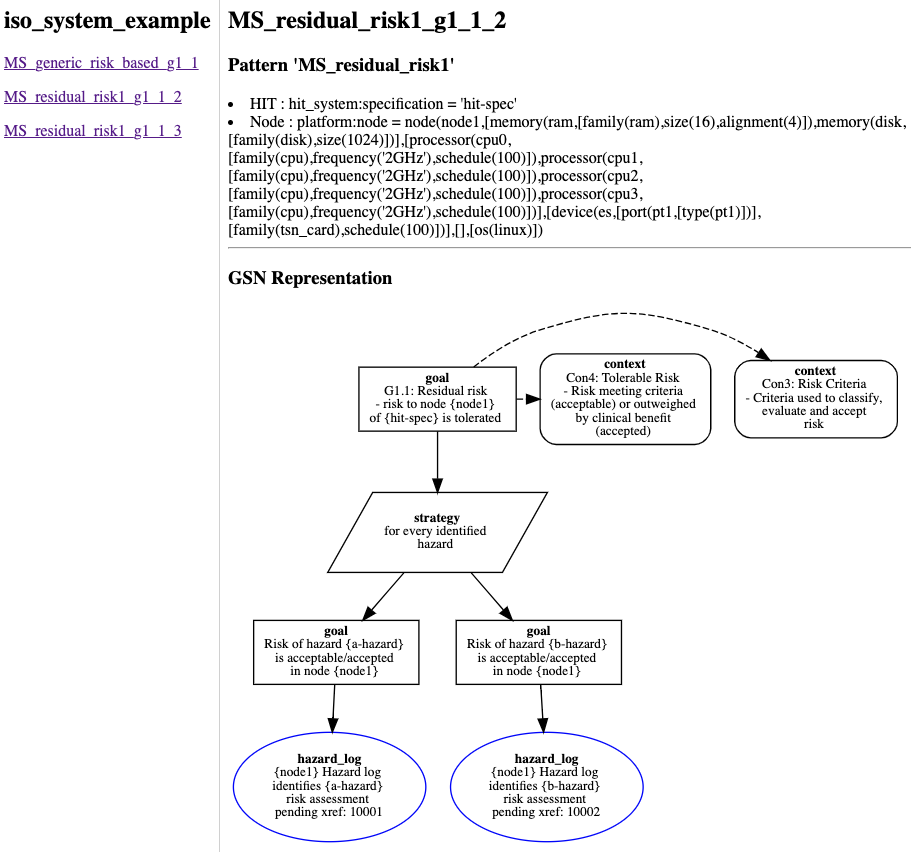 iso_system_example
MS_generic_risk_based_g1_1
MS_residual_risk1_g1_1_2
MS_residual_risk1_g1_1_3
MS_residual_risk1_g1_1_2
Pattern 'MS_residual_risk1'
• HIT : hit_system:specification = 'hit-spec'
• Node : platform:node = node(node1,[memory(ram,[family(ram),size(16),alignment(4)]),memory(disk,
[family(disk),size(1024)])],[processor(cpu0,
[family(cpu),frequency('2GHz'),schedule(100)]),processor(cpu1,
[family(cpu),frequency('2GHz'),schedule(100)]),processor(cpu2,
[family(cpu),frequency('2GHz'),schedule(100)]),processor(cpu3,
[family(cpu),frequency('2GHz'),schedule(100)])],[device(es,[port(pt1,[type(pt1)])],
[family(tsn_card),schedule(100)])],[],[os(linux)])
GSN Representation
goal
G1.1: Residual risk
- risk to node {node1}
of {hit-spec} is tolerated
context
Con4: Tolerable Risk
- Risk meeting criteria
(acceptable) or outweighed
by clinical benefit
(accepted)
context
Con3: Risk Criteria
- Criteria used to classify,
evaluate and accept
risk
strategy
for every identified
hazard
goal
Risk of hazard {a-hazard}
is acceptable/accepted
in node {node1}
goal
Risk of hazard {b-hazard}
is acceptable/accepted
in node {node1}
hazard_log
{node1} Hazard log
identifies {a-hazard}
risk assessment
pending xref: 10001
hazard_log
{node1} Hazard log
identifies {b-hazard}
risk assessment
pending xref: 10002